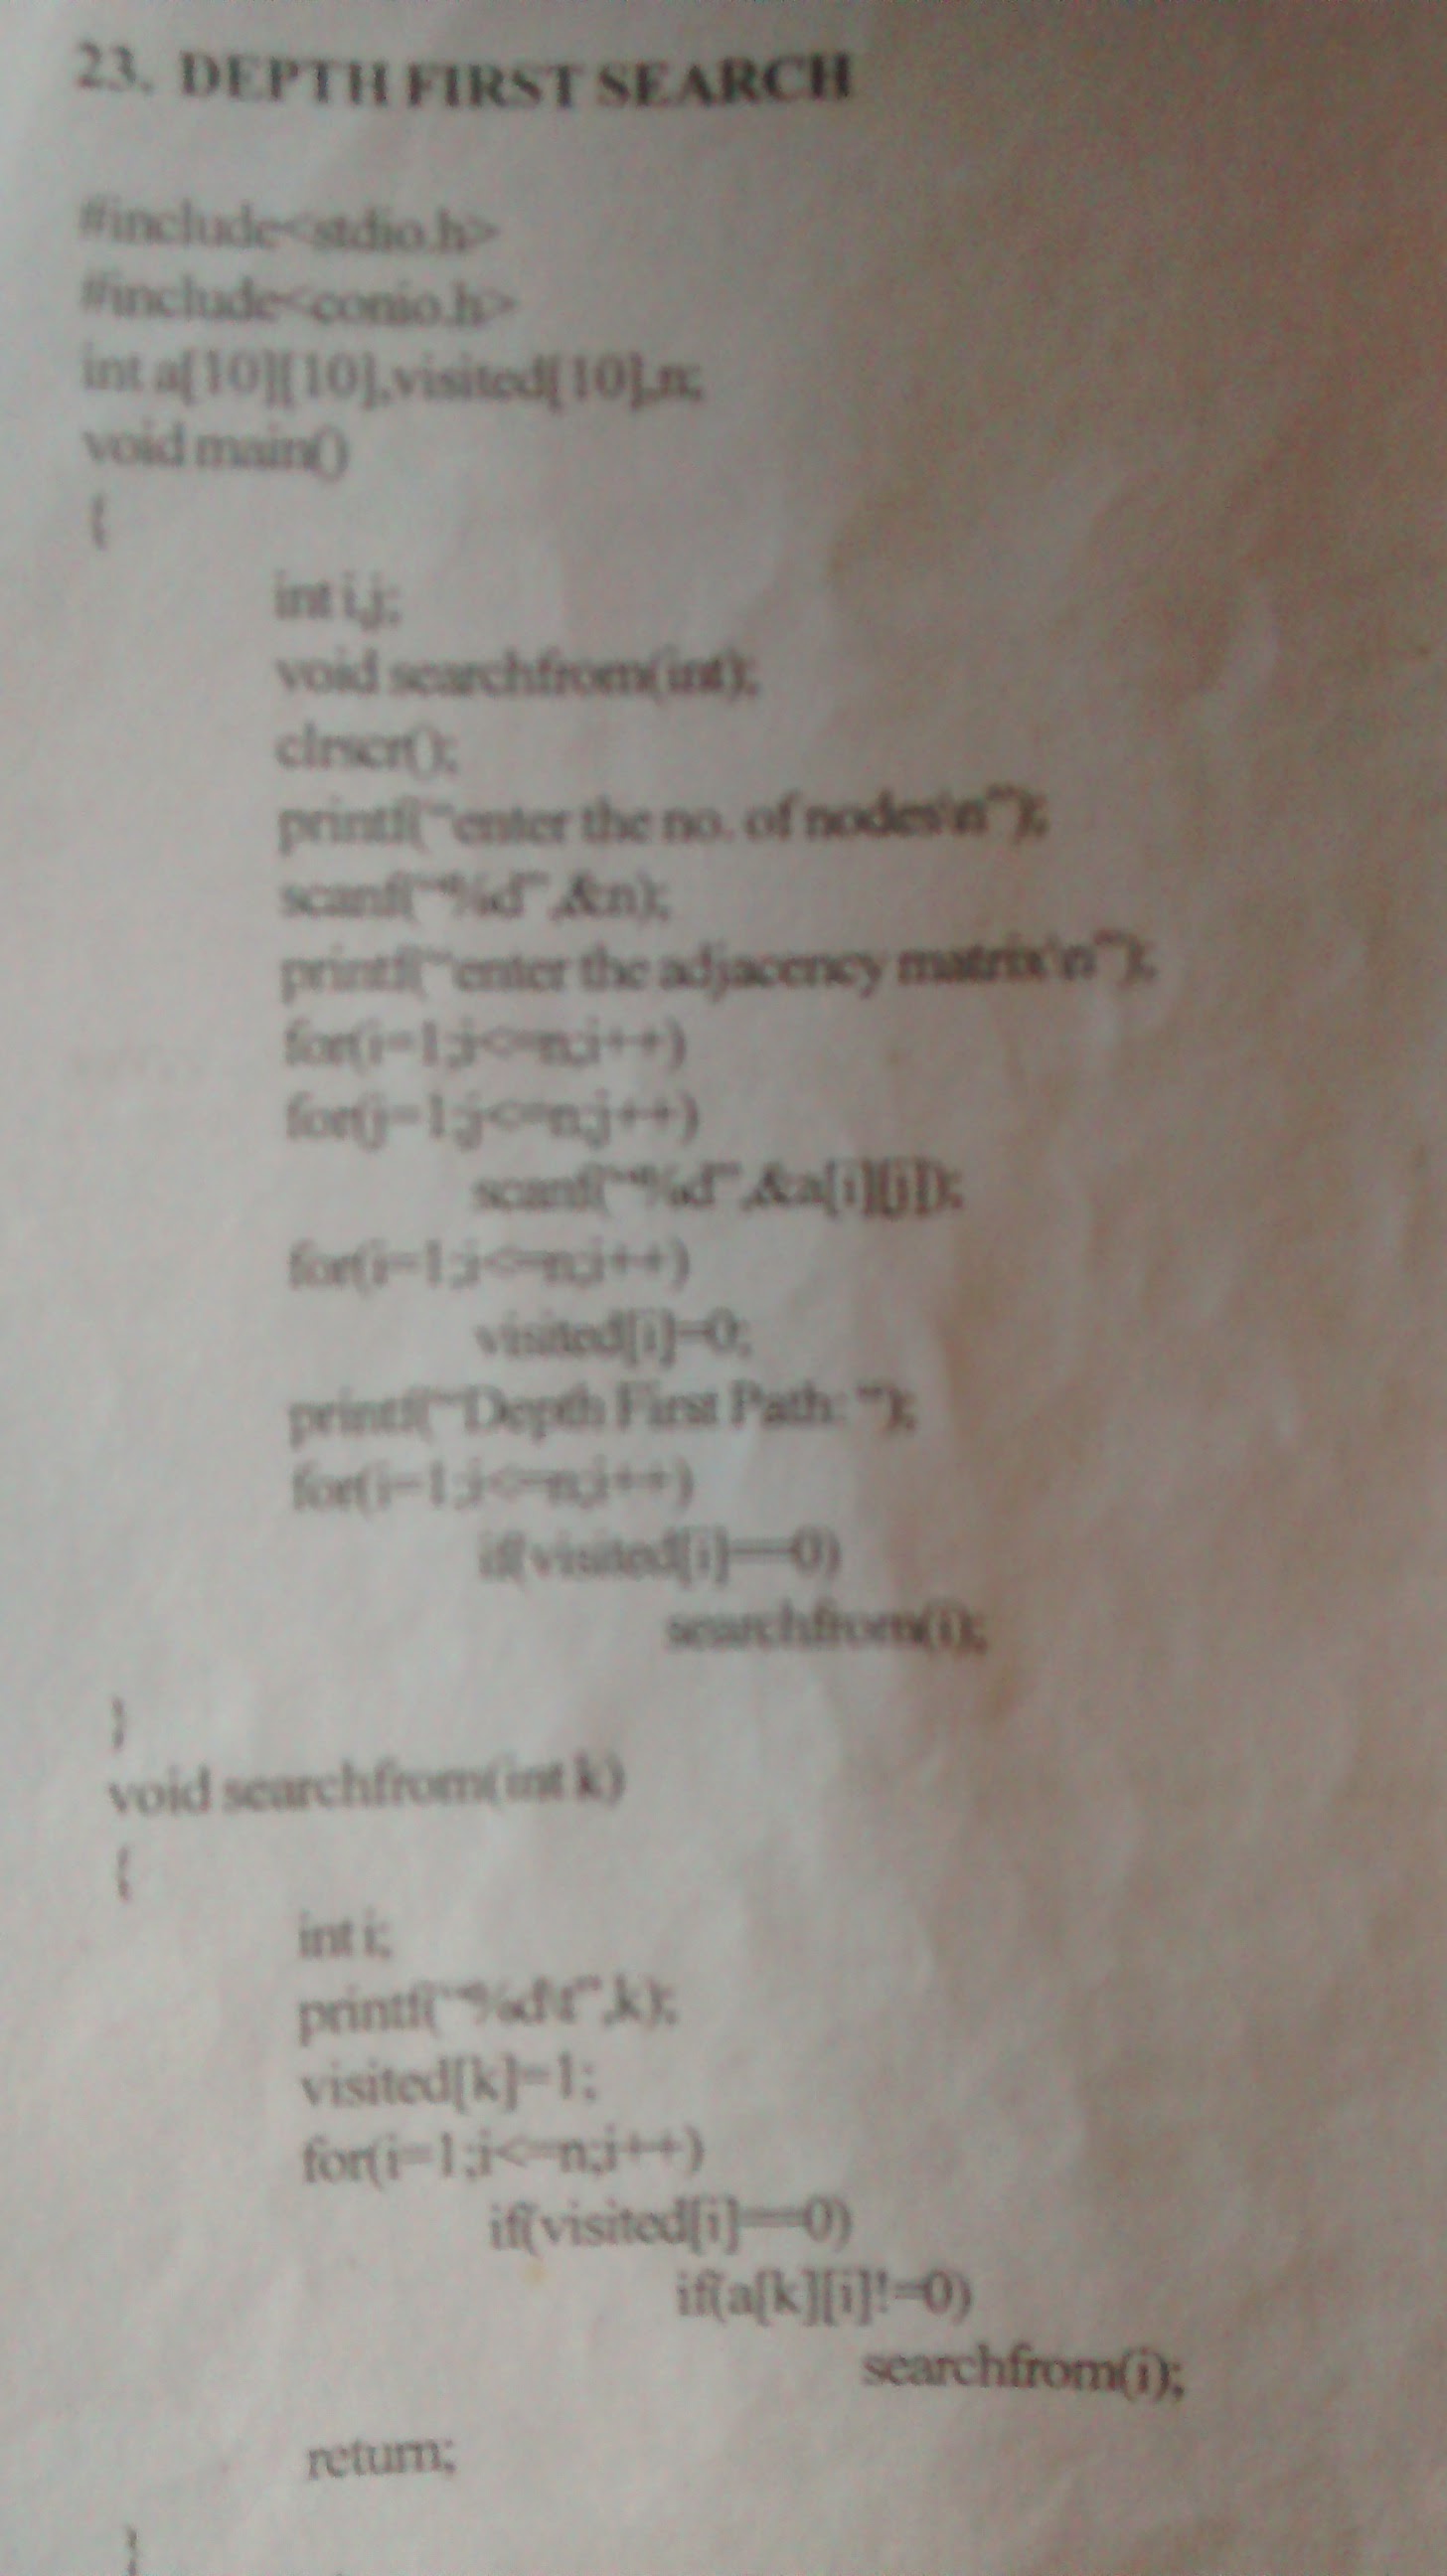 23. DEPTH FIRST SEARCH
#include<stdio.h>
#include<conio.h>
int a[10][10],visited[10],n;
void main()
{
int i,j;
void searchfrom(int);
clrscr();
printf("enter the no. of nodes\n");
scanf("%d",&n);
printf("enter the adjacency matrix\n");
for(i=1;i<=n;i++)
for(j=1;j<=n;j++)
scanf("%d",&a[i][j]);
for(i=1;i<=n;i++)
visited[i]=0;
printf("Depth First Path: ");
for(i=1;i<=n;i++)
if(visited[i]==0)
searchfrom(i);
}
void searchfrom(int k)
{
int i;
printf("%d\t",k);
visited[k]=1;
for(i=1;i<=n;i++)
if(visited[i]==0)
if(a[k][i]!=0)
searchfrom(i);
return;
}